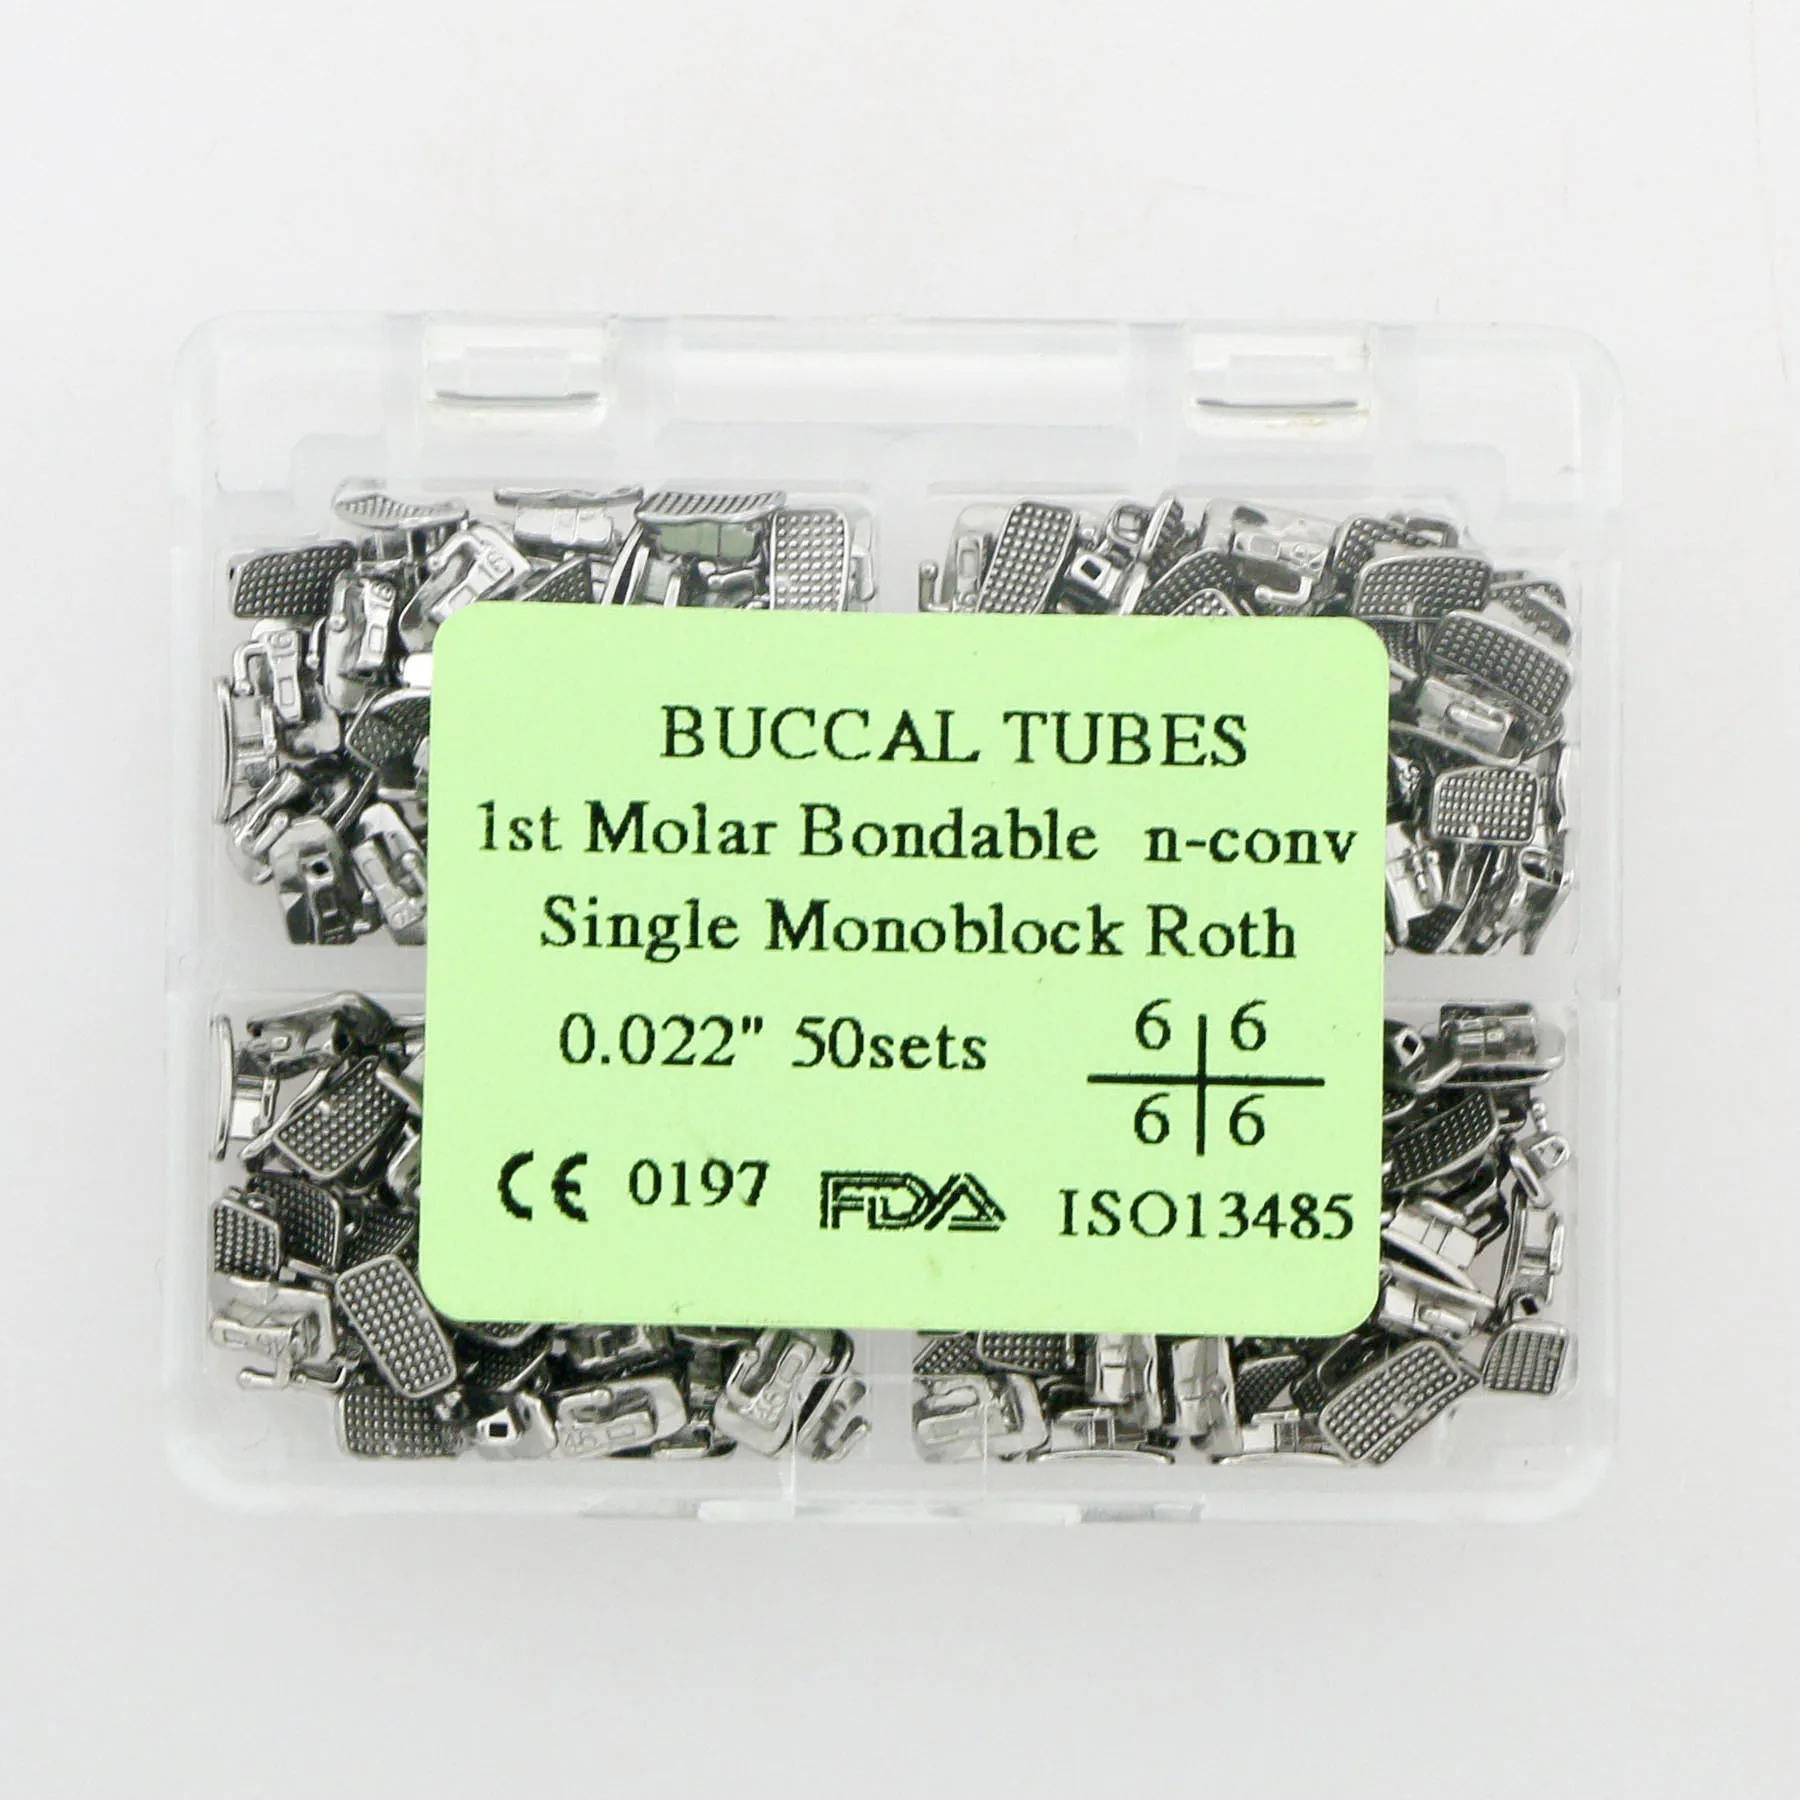 BUCCAL TUBES
1st Molar Bondable n-conv
Single Monoblock Roth
0.022" 50sets
6 6
6 6
CE 0197 FDA ISO13485